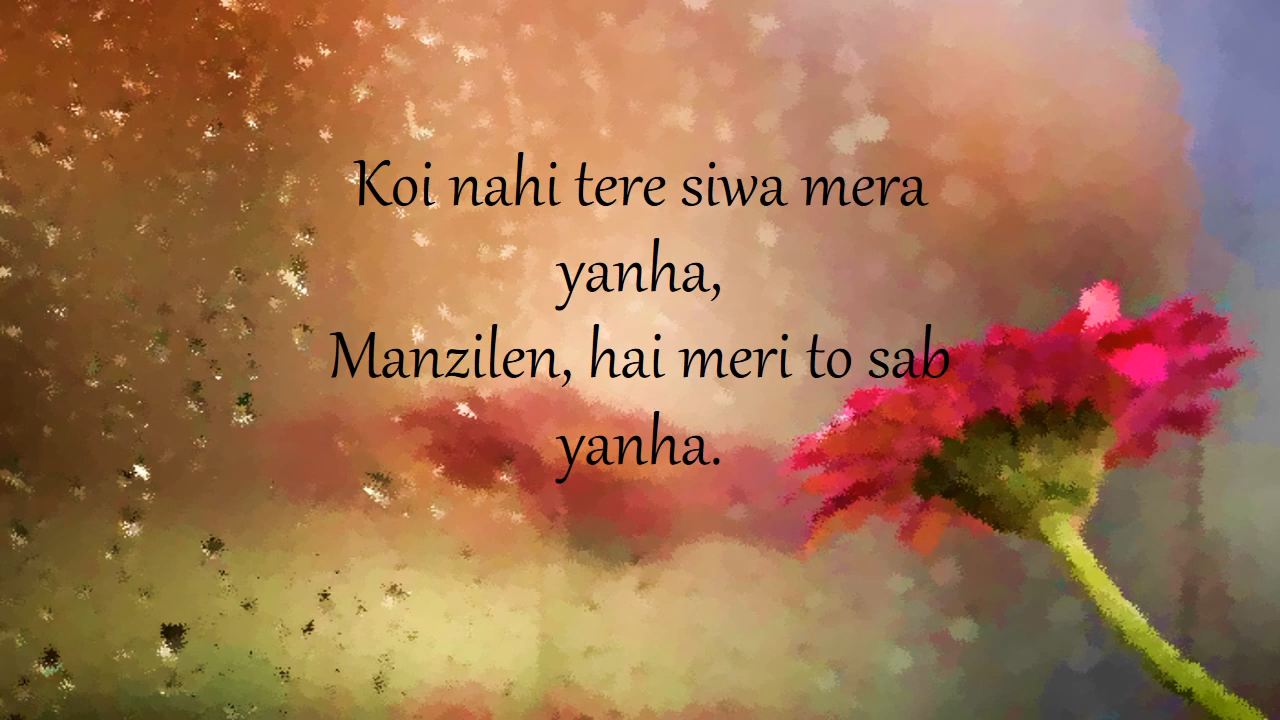 Koi nahi tere siwa mera
yanha,
Manzilen, hai meri to sab
yanha.